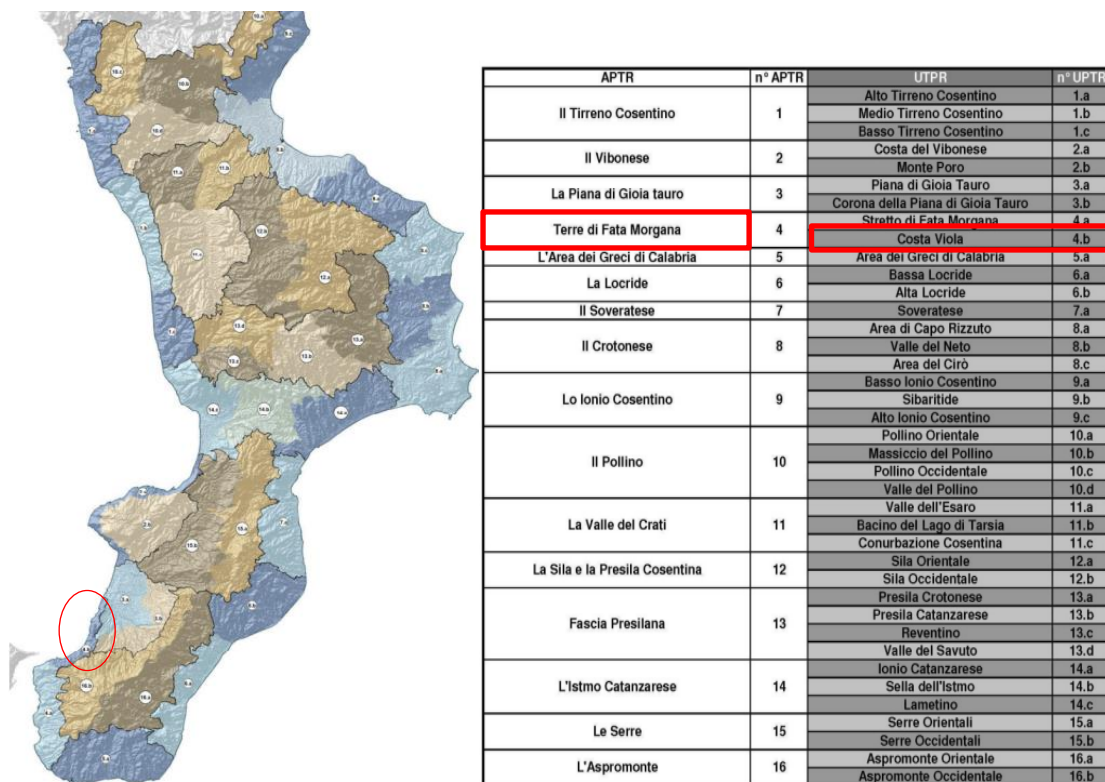 APTR n° APTR UTPR n° UPTR
Il Tirreno Cosentino 1
Alto Tirreno Cosentino 1.a
Medio Tirreno Cosentino 1.b
Basso Tirreno Cosentino 1.c
Il Vibonese 2
Costa del Vibonese 2.a
Monte Poro 2.b
La Piana di Gioia tauro 3
Piana di Gioia Tauro 3.a
Corona della Piana di Gioia Tauro 3.b
Terre di Fata Morgana 4
Stretto di Fata Morgana 4.a
Costa Viola 4.b
L'Area dei Greci di Calabria 5 Area dei Greci di Calabria 5.a
La Locride 6
Bassa Locride 6.a
Alta Locride 6.b
Il Soveratese 7 Soveratese 7.a
Il Crotonese 8
Area di Capo Rizzuto 8.a
Valle del Neto 8.b
Area del Cirò 8.c
Lo Ionio Cosentino 9
Basso Ionio Cosentino 9.a
Sibaritide 9.b
Alto Ionio Cosentino 9.c
Il Pollino 10
Pollino Orientale 10.a
Massiccio del Pollino 10.b
Pollino Occidentale 10.c
Valle del Pollino 10.d
La Valle del Crati 11
Valle dell'Esaro 11.a
Bacino del Lago di Tarsia 11.b
Conurbazione Cosentina 11.c
La Sila e la Presila Cosentina 12
Sila Orientale 12.a
Sila Occidentale 12.b
Fascia Presilana 13
Presila Crotonese 13.a
Presila Catanzarese 13.b
Reventino 13.c
Valle del Savuto 13.d
L'Istmo Catanzarese 14
Ionio Catanzarese 14.a
Sella dell'Istmo 14.b
Lametino 14.c
Le Serre 15
Serre Orientali 15.a
Serre Occidentali 15.b
L'Aspromonte 16
Aspromonte Orientale 16.a
Aspromonte Occidentale 16.b